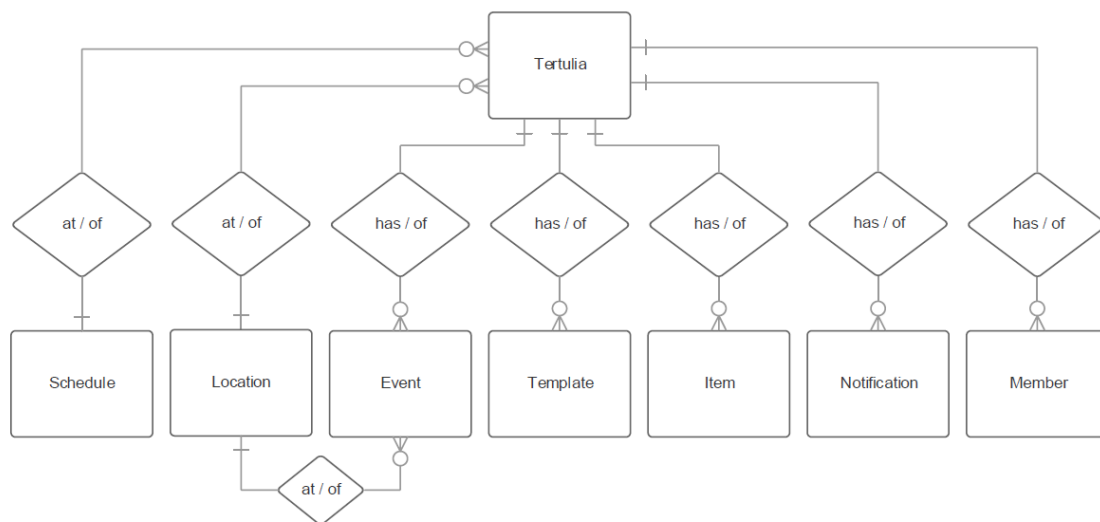 Tertulia
at / of
at / of
has / of
has / of
has / of
has / of
has / of
Schedule
Location
Event
Template
Item
Notification
Member
at / of